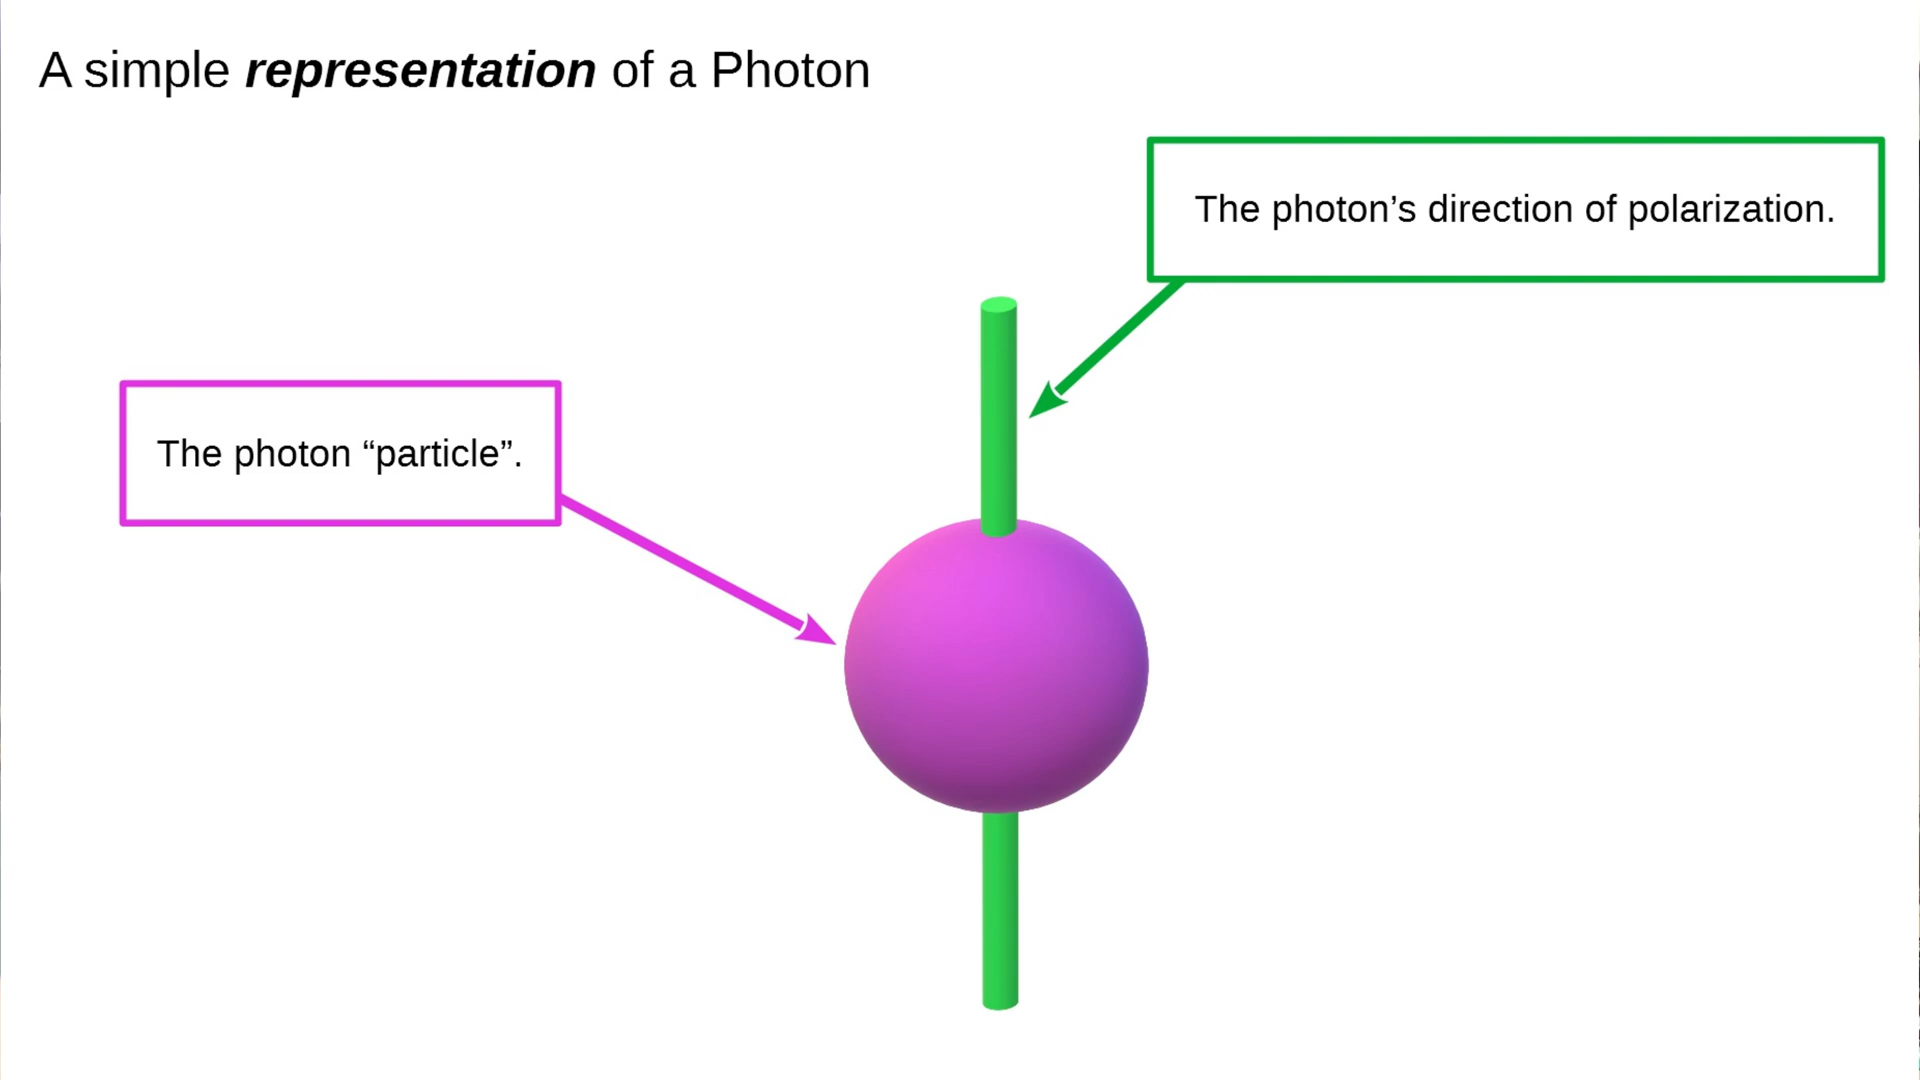 A simple representation of a Photon
The photon’s direction of polarization.
The photon “particle”.